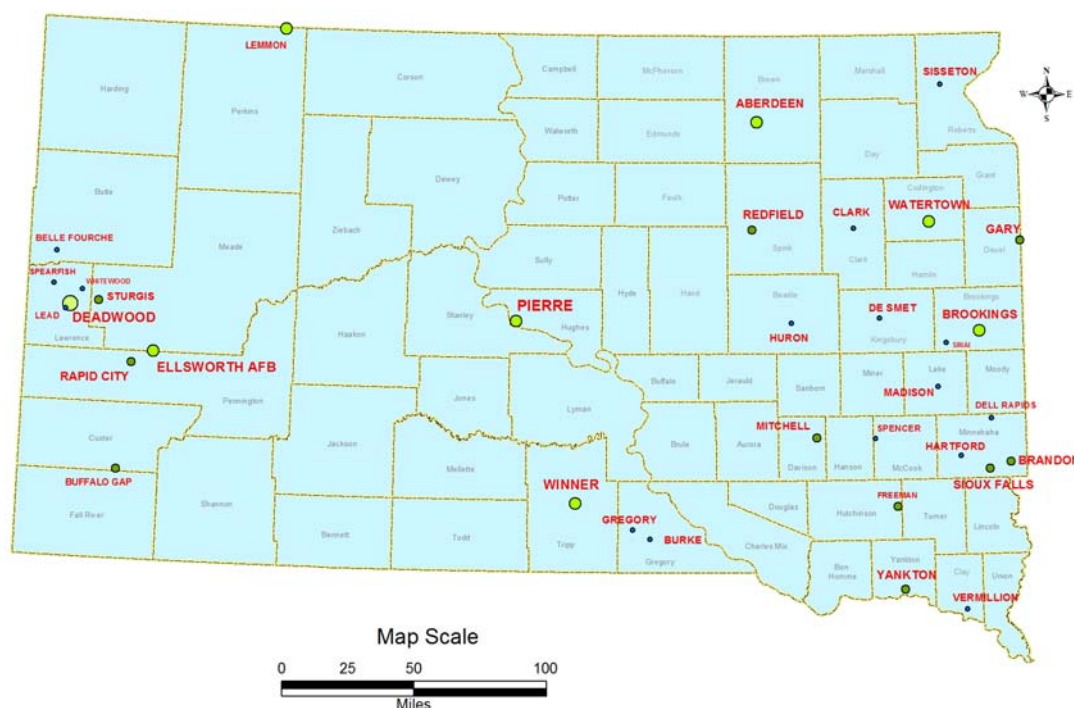 LEMMON
Harding
Perkins
Corson
Campbell
McPherson
Brown
Marshall
SISSETON
N
W E
S
ABERDEEN
Walworth
Edmunds
Day
Roberts
Dewey
Butte
Potter
Faulk
Codington
Grant
REDFIELD
CLARK
WATERTOWN
GARY
BELLE FOURCHE
Meade
Ziebach
Spink
Clark
Hamlin
Deuel
Sully
Hyde
Hand
SPEARFISH
WHITEWOOD
STURGIS
LEAD
DEADWOOD
Lawrence
Haakon
Stanley
PIERRE
Hughes
Beadle
HURON
DE SMET
Kingsbury
Brookings
BROOKINGS
ELLSWORTH AFB
RAPID CITY
Pennington
Jones
Lyman
Buffalo
Jerauld
Sanborn
Miner
Lake
Moody
MADISON
DELL RAPIDS
Custer
Jackson
Mellette
Brule
Aurora
MITCHELL
Davison
Hanson
SPENCER
McCook
HARTFORD
Minnehaha
BRANDON
SIOUX FALLS
BUFFALO GAP
Fall River
Shannon
Bennett
Todd
WINNER
Tripp
GREGORY
BURKE
Gregory
Douglas
Charles Mix
Hutchinson
FREEMAN
Turner
Lincoln
Bon
Homme
Yankton
YANKTON
Clay
Union
VERMILLION
Map Scale
0 25 50 100
Miles